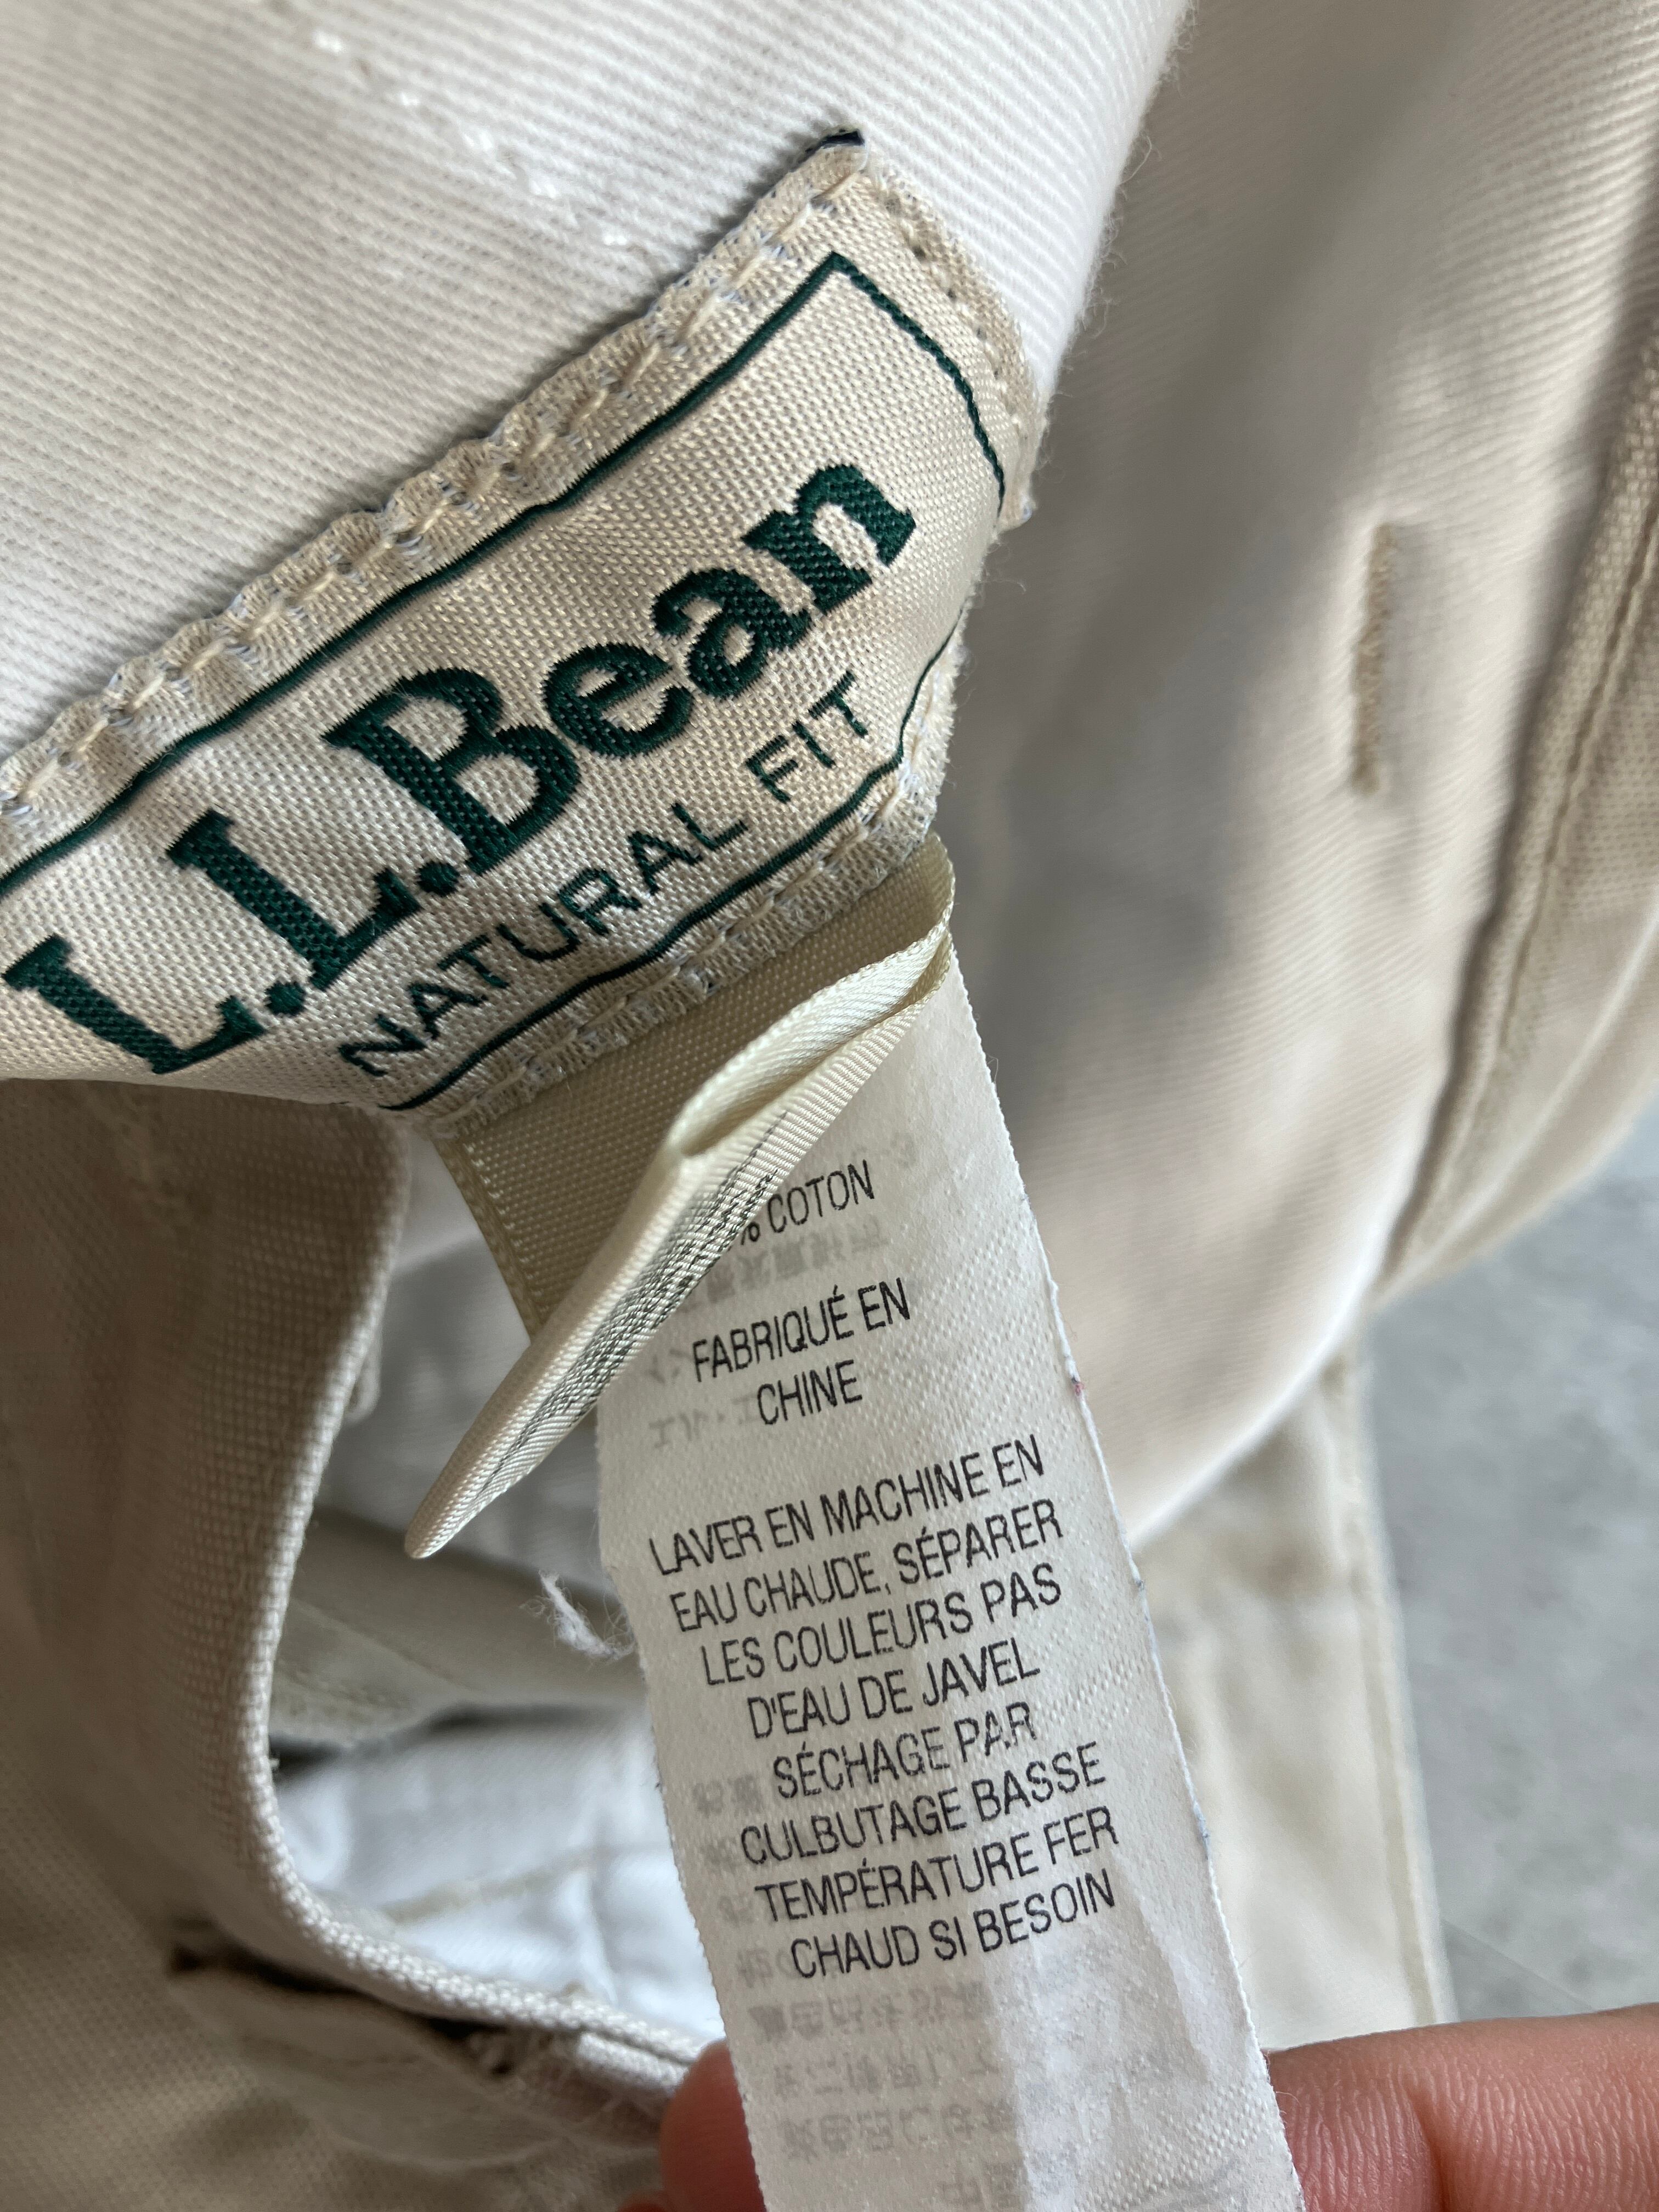 L.L.Bean
NATURAL FIT
% COTON
FABRIQUÉ EN
CHINE
LAVER EN MACHINE EN
EAU CHAUDE, SÉPARER
LES COULEURS PAS
D'EAU DE JAVEL
SÉCHAGE PAR
CULBUTAGE BASSE
TEMPÉRATURE FER
CHAUD SI BESOIN